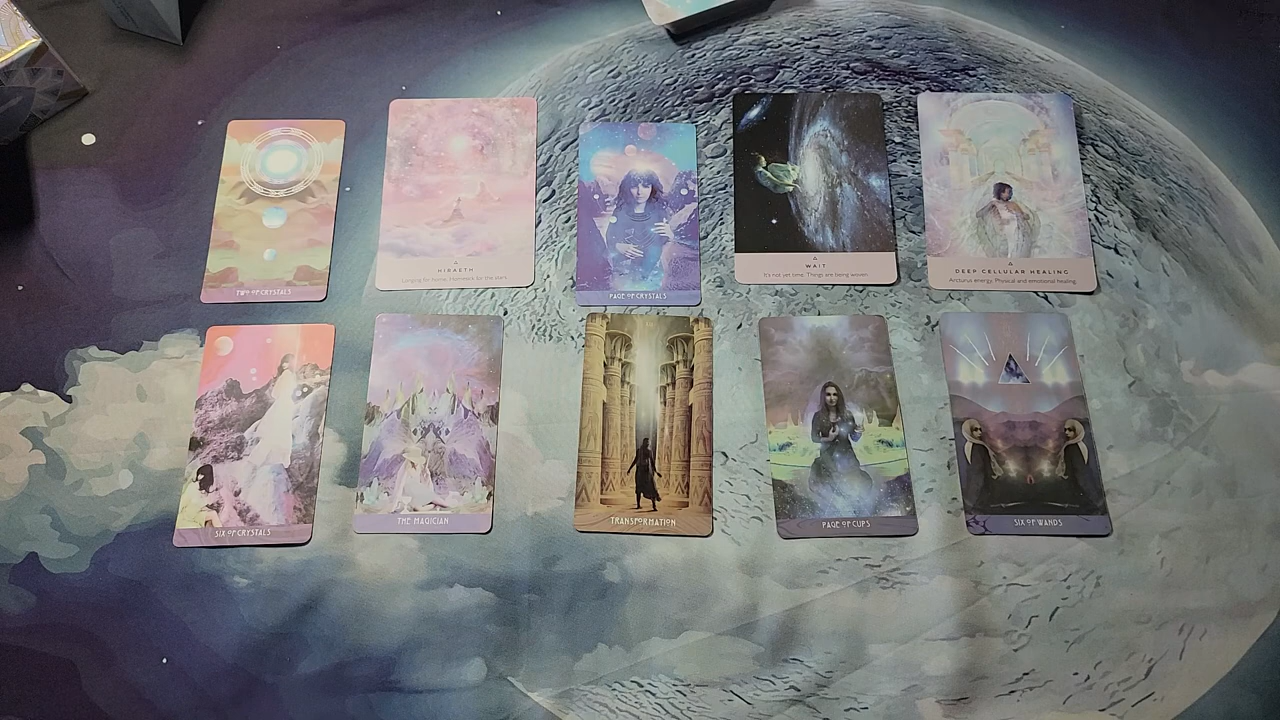 TWO OF CRYSTALS
HIRAETH
Longing for home. Homesick for the stars.
PAGE OF CRYSTALS
WAIT
It's not yet time. Things are being woven.
DEEP CELLULAR HEALING
Arcturus energy. Physical and emotional healing.
SIX OF CRYSTALS
THE MAGICIAN
TRANSFORMATION
PAGE OF CUPS
SIX OF WANDS